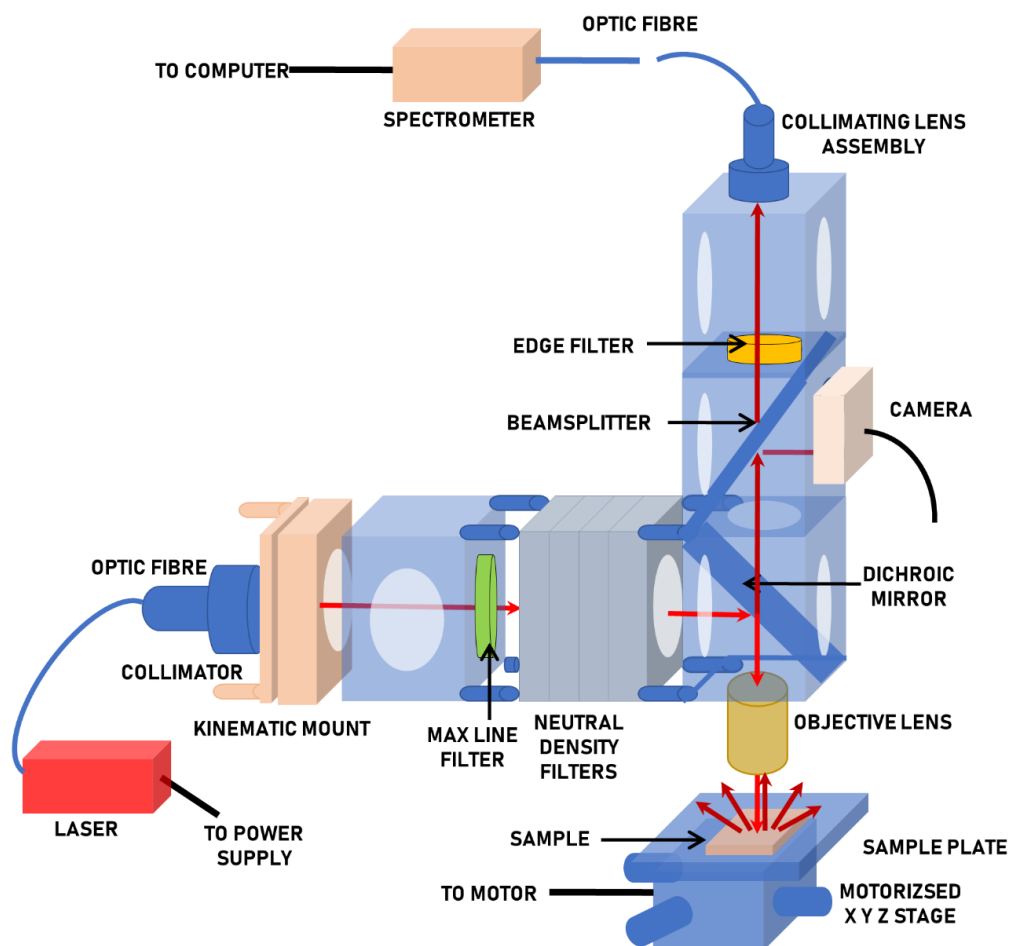 OPTIC FIBRE
TO COMPUTER
SPECTROMETER
COLLIMATING LENS
ASSEMBLY
EDGE FILTER
BEAMSPLITTER
CAMERA
OPTIC FIBRE
DICHROIC
MIRROR
COLLIMATOR
KINEMATIC MOUNT
MAX LINE
FILTER
NEUTRAL
DENSITY
FILTERS
OBJECTIVE LENS
LASER
TO POWER
SUPPLY
SAMPLE
SAMPLE PLATE
TO MOTOR
MOTORIZSED
X Y Z STAGE